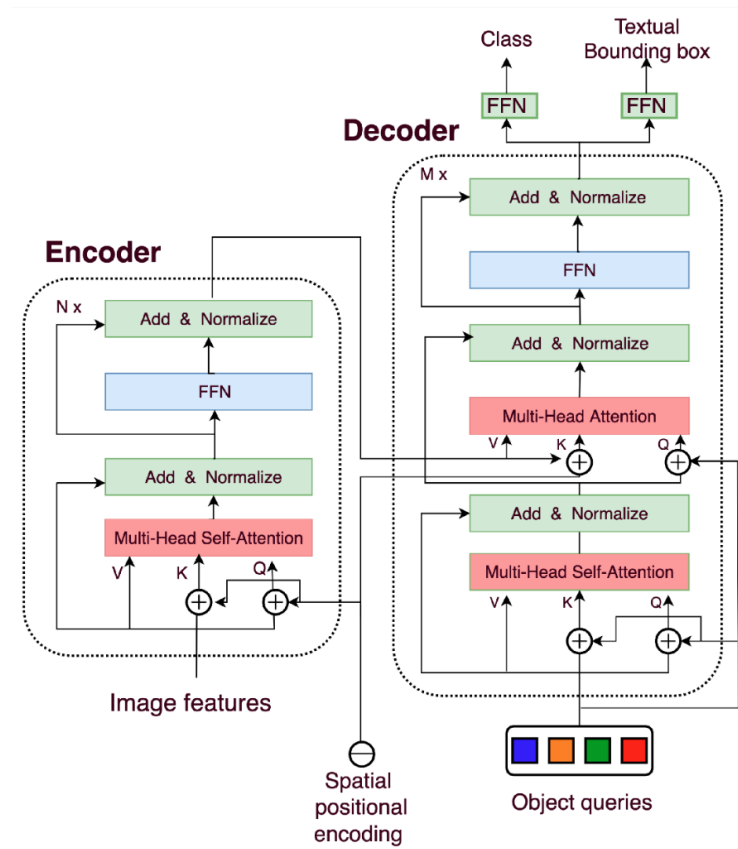 Class
Textual
Bounding box
FFN
FFN
Decoder
M x
Add & Normalize
FFN
Add & Normalize
Multi-Head Attention
V
K
Q
Add & Normalize
Multi-Head Self-Attention
V
K
Q
Object queries
Encoder
N x
Add & Normalize
FFN
Add & Normalize
Multi-Head Self-Attention
V
K
Q
Image features
Spatial
positional
encoding